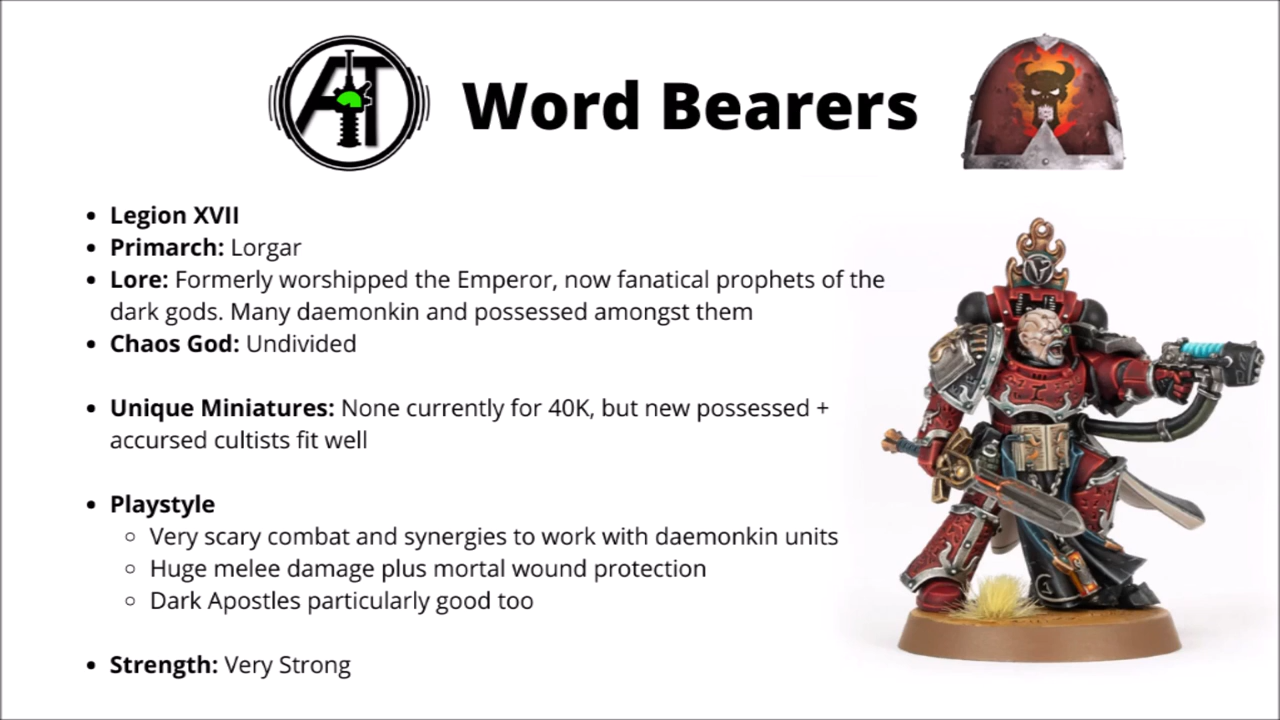 AT
Word Bearers
Legion XVII
Primarch: Lorgar
Lore: Formerly worshipped the Emperor, now fanatical prophets of the
dark gods. Many daemonkin and possessed amongst them
Chaos God: Undivided
Unique Miniatures: None currently for 40K, but new possessed +
accursed cultists fit well
Playstyle
Very scary combat and synergies to work with daemonkin units
Huge melee damage plus mortal wound protection
Dark Apostles particularly good too
Strength: Very Strong